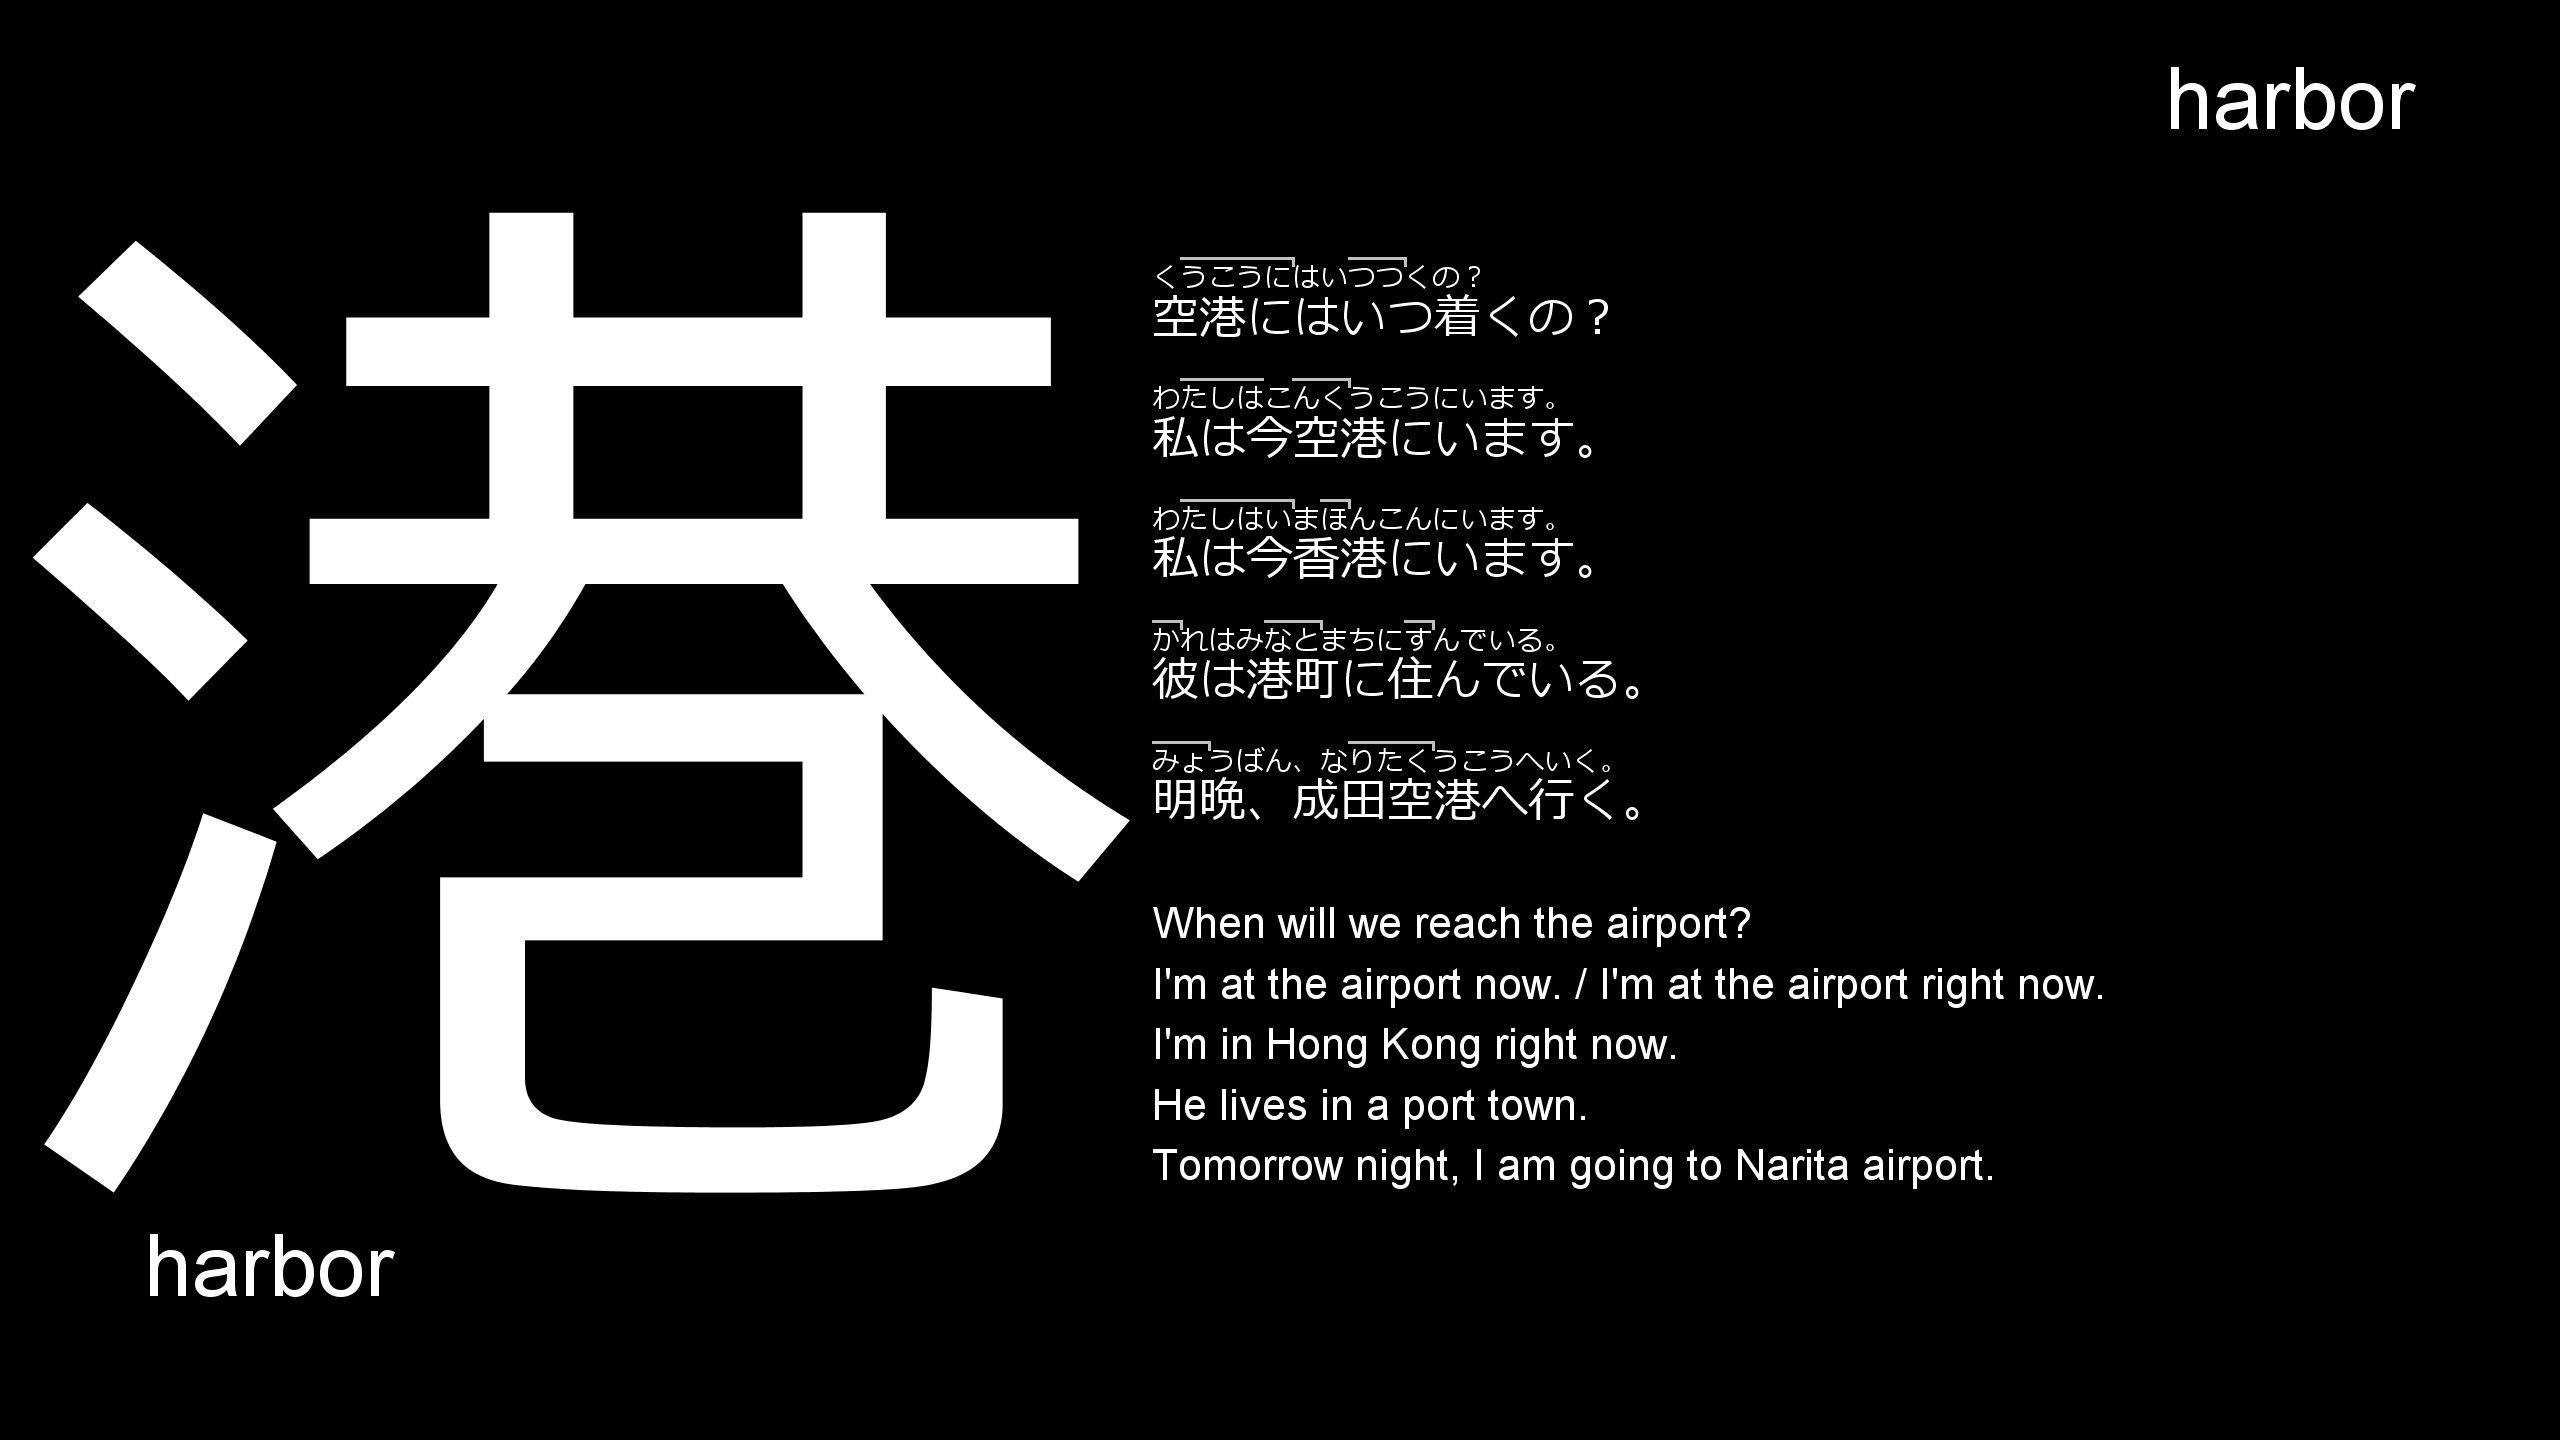 harbor
港
くうこうにはいつつくの？
空港にはいつ着くの？
わたしはこんくうこうにいます。
私は今空港にいます。
わたしはいまほんこんにいます。
私は今香港にいます。
かれはみなとまちにすんでいる。
彼は港町に住んでいる。
みょうばん、なりたくうこうへいく。
明晩、成田空港へ行く。
When will we reach the airport?
I'm at the airport now. / I'm at the airport right now.
I'm in Hong Kong right now.
He lives in a port town.
Tomorrow night, I am going to Narita airport.
harbor